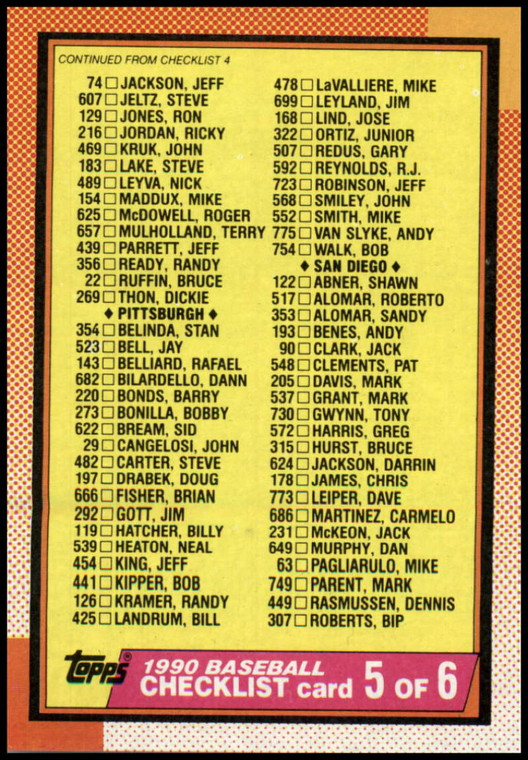 CONTINUED FROM CHECKLIST 4
74 □ JACKSON, JEFF
607 □ JELTZ, STEVE
129 □ JONES, RON
216 □ JORDAN, RICKY
469 □ KRUK, JOHN
183 □ LAKE, STEVE
489 □ LEYVA, NICK
154 □ MADDUX, MIKE
625 □ McDOWELL, ROGER
657 □ MULHOLLAND, TERRY
439 □ PARRETT, JEFF
356 □ READY, RANDY
22 □ RUFFIN, BRUCE
269 □ THON, DICKIE
♦ PITTSBURGH ♦
354 □ BELINDA, STAN
523 □ BELL, JAY
143 □ BELLIARD, RAFAEL
682 □ BILARDELLO, DANN
220 □ BONDS, BARRY
273 □ BONILLA, BOBBY
622 □ BREAM, SID
29 □ CANGELOSI, JOHN
482 □ CARTER, STEVE
197 □ DRABEK, DOUG
666 □ FISHER, BRIAN
292 □ GOTT, JIM
119 □ HATCHER, BILLY
539 □ HEATON, NEAL
454 □ KING, JEFF
441 □ KIPPER, BOB
126 □ KRAMER, RANDY
425 □ LANDRUM, BILL
478 □ LaVALLIERE, MIKE
699 □ LEYLAND, JIM
168 □ LIND, JOSE
322 □ ORTIZ, JUNIOR
507 □ REDUS, GARY
592 □ REYNOLDS, R.J.
723 □ ROBINSON, JEFF
568 □ SMILEY, JOHN
552 □ SMITH, MIKE
775 □ VAN SLYKE, ANDY
754 □ WALK, BOB
♦ SAN DIEGO ♦
122 □ ABNER, SHAWN
517 □ ALOMAR, ROBERTO
353 □ ALOMAR, SANDY
193 □ BENES, ANDY
90 □ CLARK, JACK
548 □ CLEMENTS, PAT
205 □ DAVIS, MARK
537 □ GRANT, MARK
730 □ GWYNN, TONY
572 □ HARRIS, GREG
315 □ HURST, BRUCE
624 □ JACKSON, DARRIN
178 □ JAMES, CHRIS
773 □ LEIPER, DAVE
686 □ MARTINEZ, CARMELO
231 □ McKEON, JACK
649 □ MURPHY, DAN
63 □ PAGLIARULO, MIKE
749 □ PARENT, MARK
449 □ RASMUSSEN, DENNIS
307 □ ROBERTS, BIP
TOPPS®
1990 BASEBALL
CHECKLIST card 5 OF 6